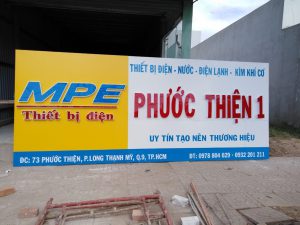 MPE
Thiết bị điện
THIẾT BỊ ĐIỆN - NƯỚC - ĐIỆN LẠNH - KIM KHÍ CƠ
PHƯỚC THIỆN 1
UY TÍN TẠO NÊN THƯƠNG HIỆU
ĐC: 73 PHƯỚC THIỆN, P.LONG THẠNH MỸ, Q.9, TP.HCM
ĐT: 0978 804 029 - 0932 201 211